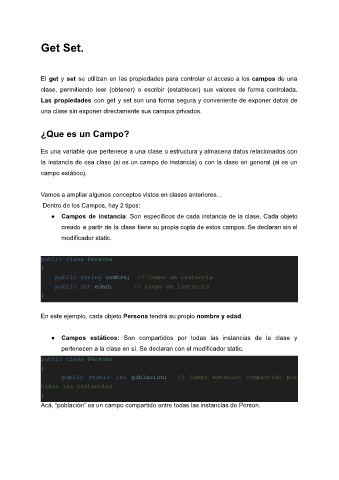 Get Set.
El get y set se utilizan en las propiedades para controlar el acceso a los campos de una
clase, permitiendo leer (obtener) o escribir (establecer) sus valores de forma controlada.
Las propiedades con get y set son una forma segura y conveniente de exponer datos de
una clase sin exponer directamente sus campos privados.
¿Que es un Campo?
Es una variable que pertenece a una clase o estructura y almacena datos relacionados con
la instancia de esa clase (si es un campo de instancia) o con la clase en general (si es un
campo estático).
Vamos a ampliar algunos conceptos vistos en clases anteriores...
Dentro de los Campos, hay 2 tipos:
● Campos de instancia: Son específicos de cada instancia de la clase. Cada objeto
creado a partir de la clase tiene su propia copia de estos campos. Se declaran sin el
modificador static.
public class Persona
{
public string nombre; // Campo de instancia
public int edad; // Campo de instancia
}
En este ejemplo, cada objeto Persona tendrá su propio nombre y edad.
● Campos estáticos: Son compartidos por todas las instancias de la clase y
pertenecen a la clase en sí. Se declaran con el modificador static.
public class Persona
{
public static int poblacion; // Campo estático compartido por
todas las instancias
}
Acá, "población" es un campo compartido entre todas las instancias de Person.